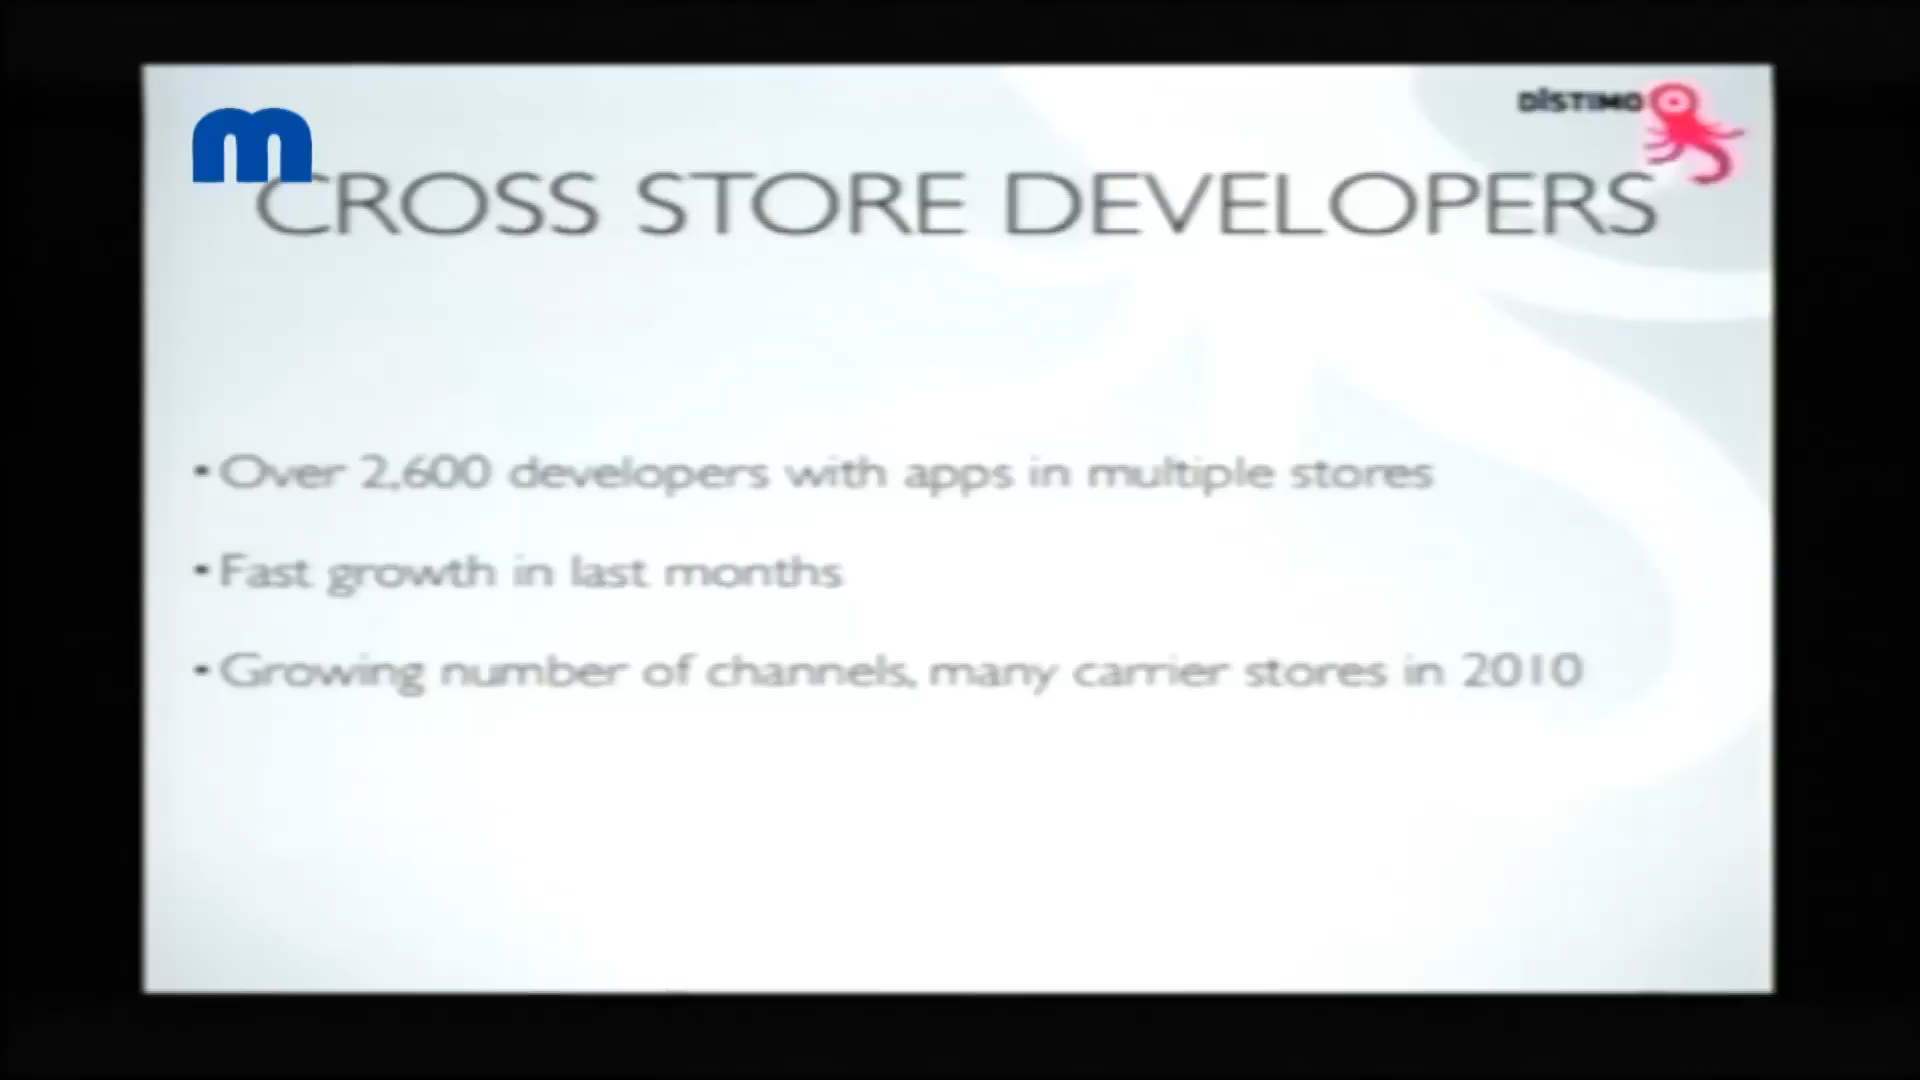 m
DISTIMO
CROSS STORE DEVELOPERS
• Over 2,600 developers with apps in multiple stores
• Fast growth in last months
• Growing number of channels, many carrier stores in 2010